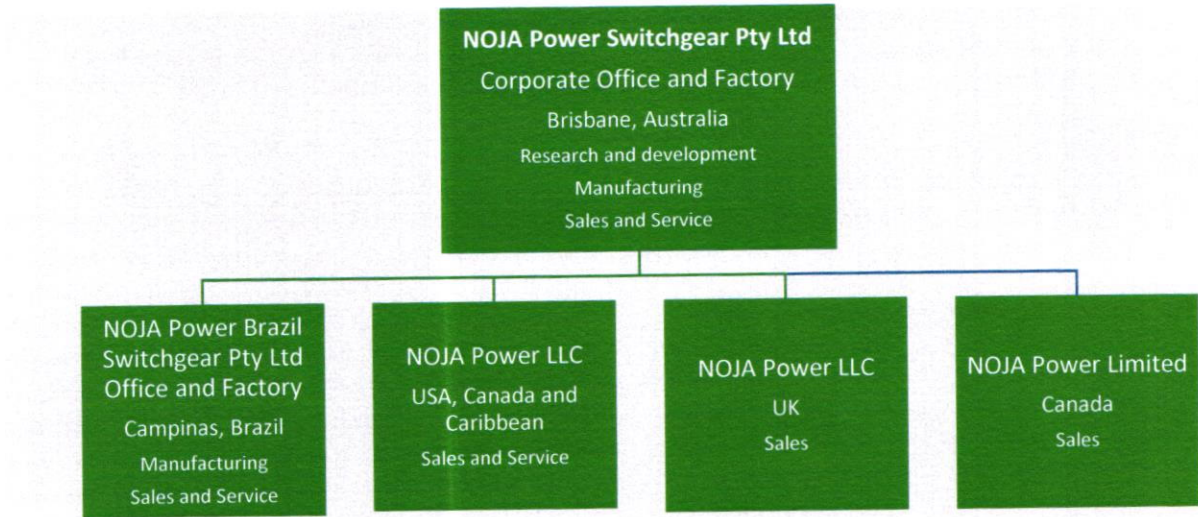 NOJA Power Switchgear Pty Ltd
Corporate Office and Factory
Brisbane, Australia
Research and development
Manufacturing
Sales and Service
NOJA Power Brazil
Switchgear Pty Ltd
Office and Factory
Campinas, Brazil
Manufacturing
Sales and Service
NOJA Power LLC
USA, Canada and
Caribbean
Sales and Service
NOJA Power LLC
UK
Sales
NOJA Power Limited
Canada
Sales